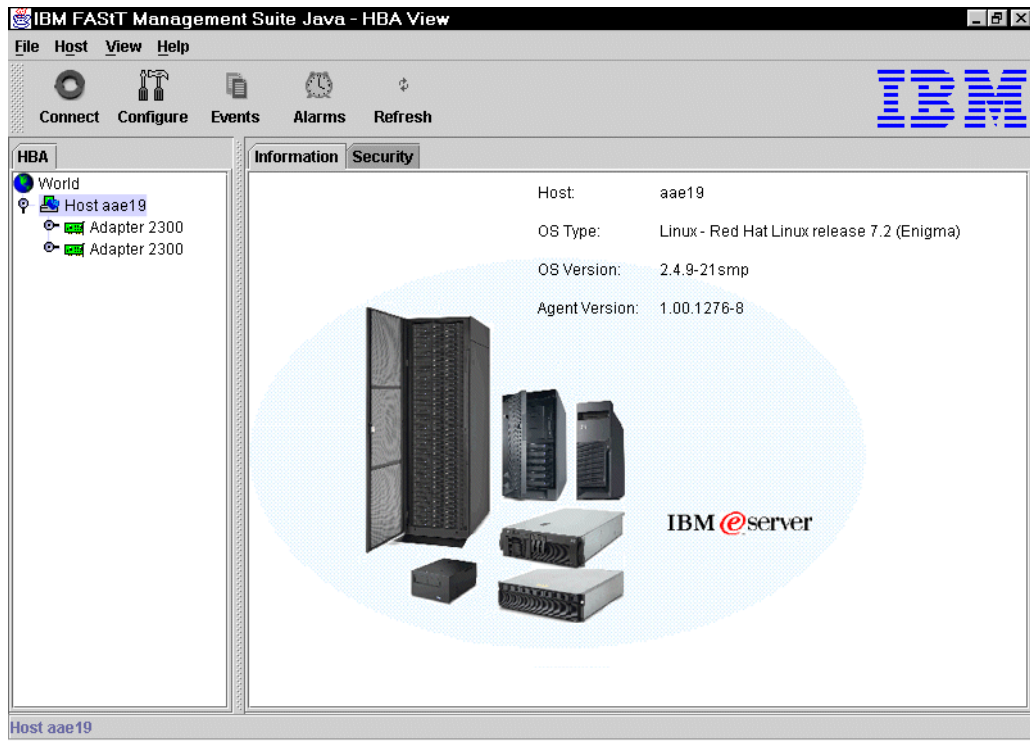 IBM FAStT Management Suite Java - HBA View
File Host View Help
Connect Configure Events Alarms Refresh
IBM
HBA
Information Security
World
Host aae19
Adapter 2300
Adapter 2300
Host: aae19
OS Type: Linux - Red Hat Linux release 7.2 (Enigma)
OS Version: 2.4.9-21smp
Agent Version: 1.00.1276-8
IBM @server
Host aae19